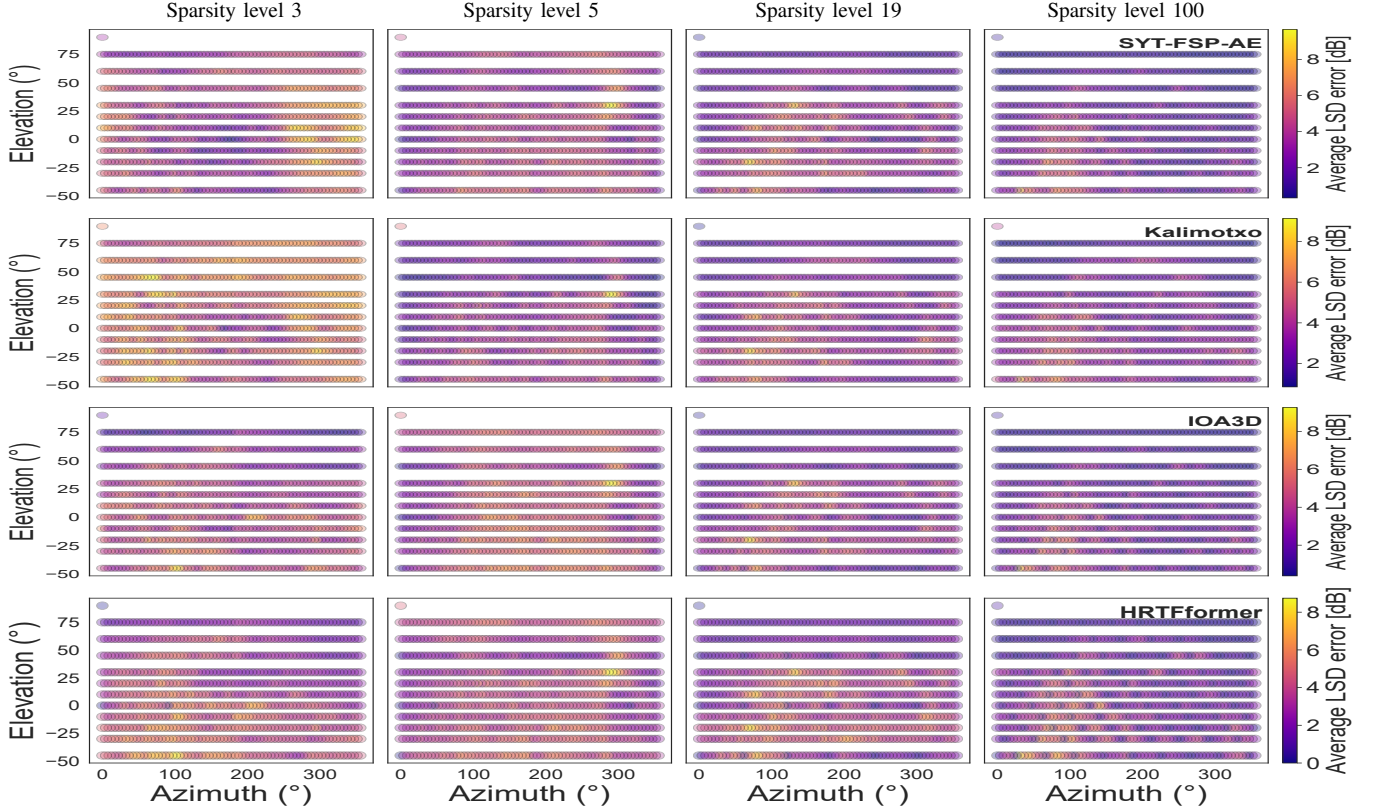 Sparsity level 3 Sparsity level 5 Sparsity level 19 Sparsity level 100
SYT-FSP-AE
Elevation (°)
75
50
25
0
−25
−50
8
6
4
2
Average LSD error [dB]
Kalimotxo
Elevation (°)
75
50
25
0
−25
−50
8
6
4
2
Average LSD error [dB]
IOA3D
Elevation (°)
75
50
25
0
−25
−50
8
6
4
2
Average LSD error [dB]
HRTFformer
Elevation (°)
75
50
25
0
−25
−50
8
6
4
2
0
Average LSD error [dB]
0 100 200 300 0 100 200 300 0 100 200 300 0 100 200 300
Azimuth (°) Azimuth (°) Azimuth (°) Azimuth (°)